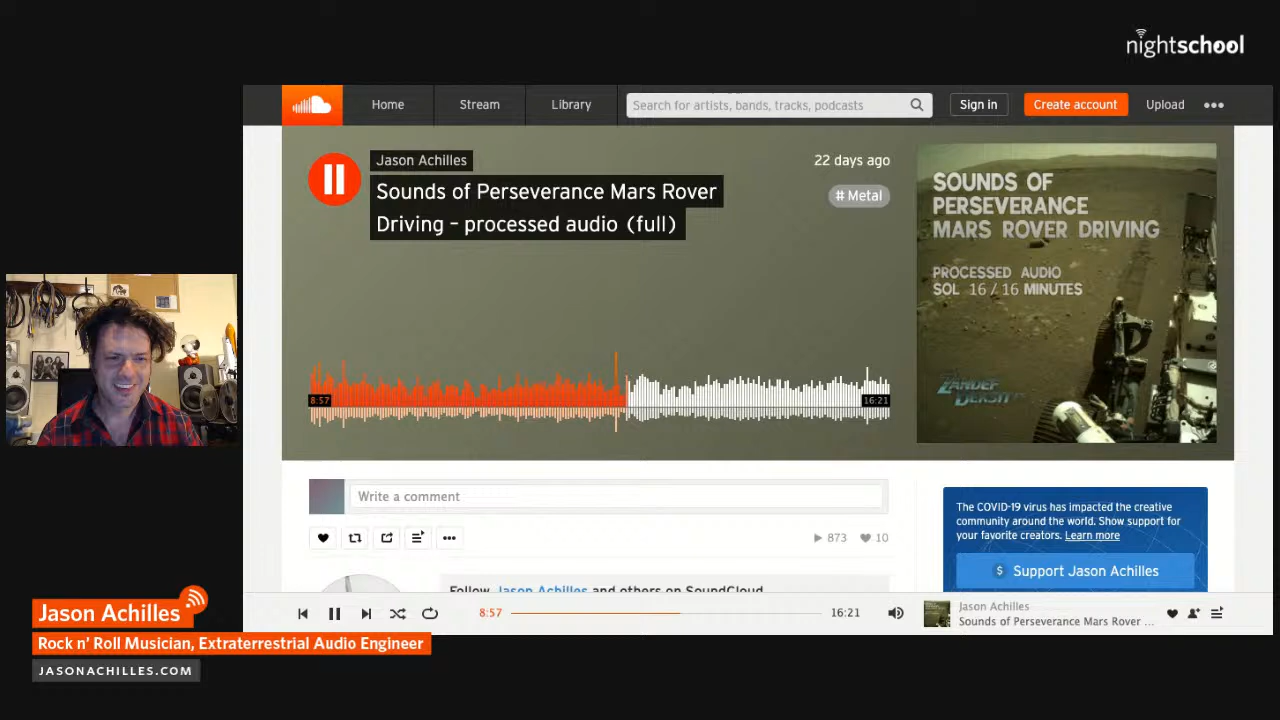 nightschool
Home Stream Library Search for artists, bands, tracks, podcasts Sign in Create account Upload
Jason Achilles
22 days ago
Sounds of Perseverance Mars Rover
Driving – processed audio (full)
# Metal
SOUNDS OF
PERSEVERANCE
MARS ROVER DRIVING
PROCESSED AUDIO
SOL 16 / 16 MINUTES
8:57
16:21
Write a comment
873 10
Follow Jason Achilles and others on SoundCloud
The COVID-19 virus has impacted the creative
community around the world. Show support for
your favorite creators. Learn more
$ Support Jason Achilles
8:57 16:21
Jason Achilles
Sounds of Perseverance Mars Rover ...
Jason Achilles
Rock n' Roll Musician, Extraterrestrial Audio Engineer
JASONACHILLES.COM